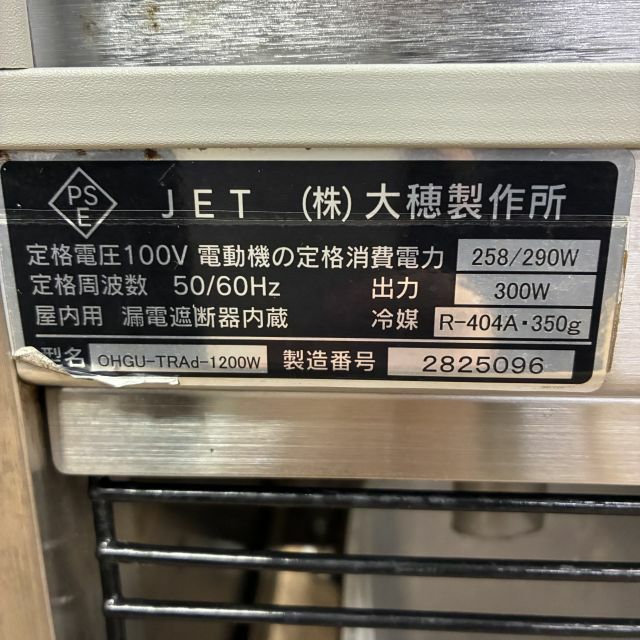 PSE JET (株)大穂製作所
定格電圧100V 電動機の定格消費電力 258/290W
定格周波数 50/60Hz 出力 300W
屋内用 漏電遮断器内蔵 冷媒 R-404A・350g
型名 OHGU-TRAd-1200W 製造番号 2825096